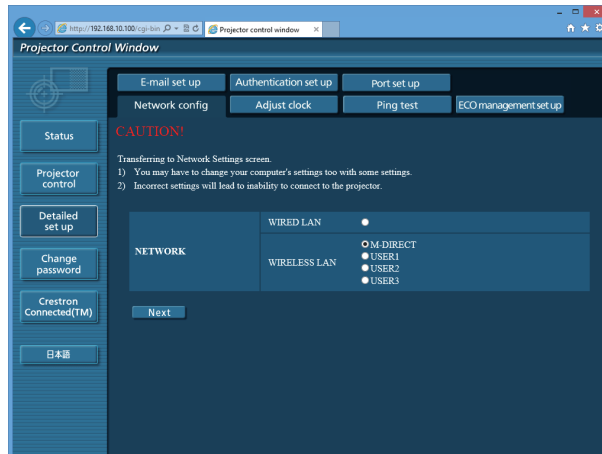 http://192.168.10.100/cgi-bin
Projector control window
Projector Control Window
E-mail set up
Authentication set up
Port set up
Network config
Adjust clock
Ping test
ECO management set up
Status
Projector
control
Detailed
set up
Change
password
Crestron
Connected(TM)
日本語
CAUTION!
Transferring to Network Settings screen.
1) You may have to change your computer's settings too with some settings.
2) Incorrect settings will lead to inability to connect to the projector.
NETWORK
WIRED LAN
WIRELESS LAN
M-DIRECT
USER1
USER2
USER3
Next